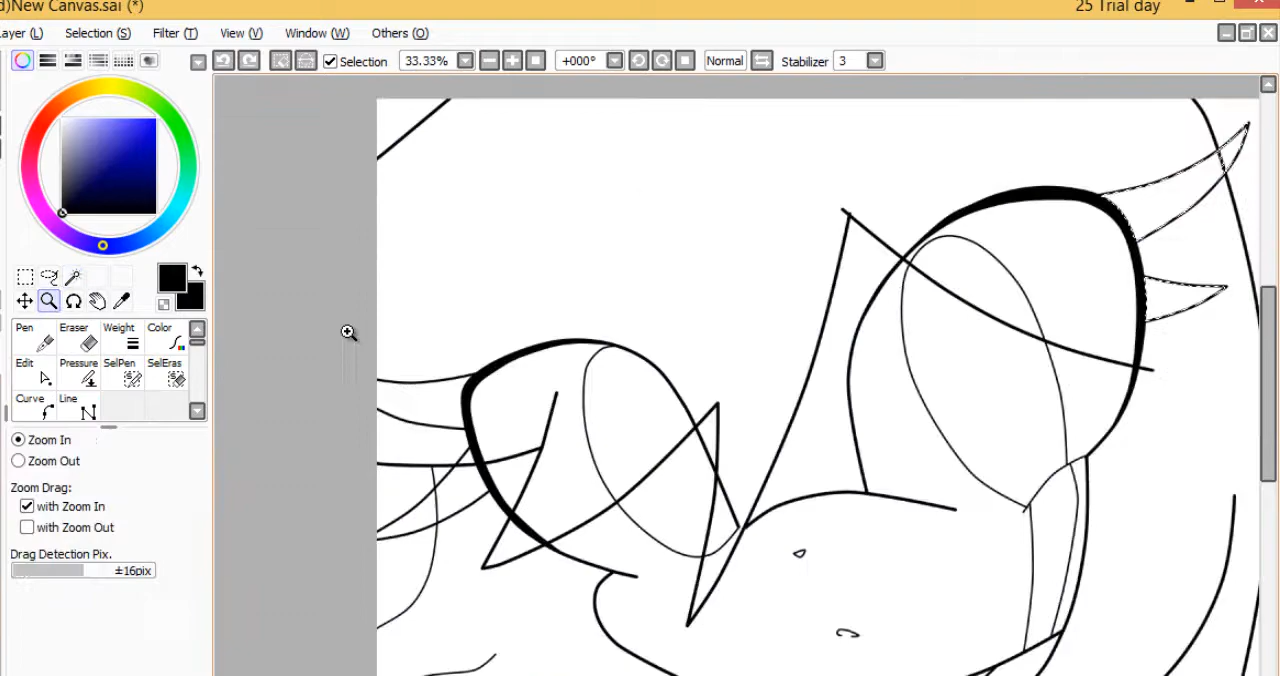 d)New Canvas.sai (*) 25 Trial day
ayer (L) Selection (S) Filter (T) View (V) Window (W) Others (O)
Selection 33.33% +000° Normal Stabilizer 3
Pen Eraser Weight Color
Edit Pressure SelPen SelEras
Curve Line
Zoom In
Zoom Out
Zoom Drag:
with Zoom In
with Zoom Out
Drag Detection Pix.
±16pix